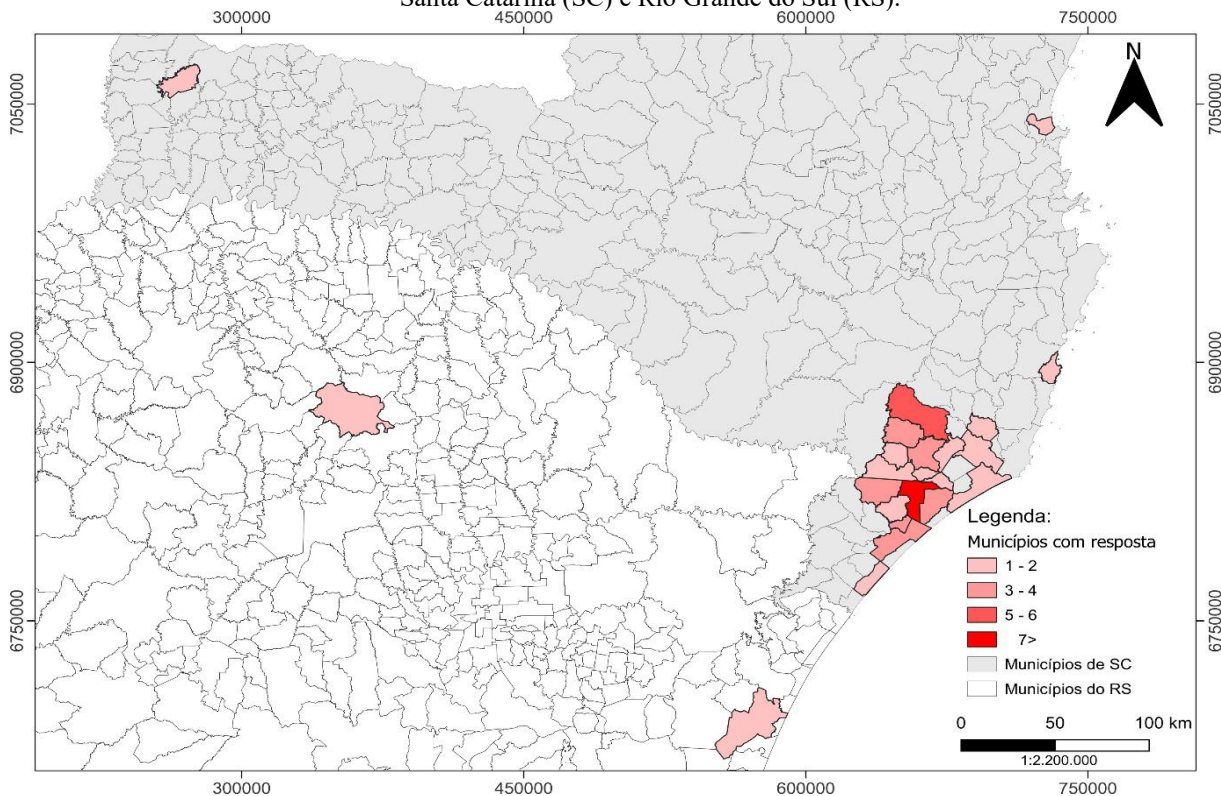 Santa Catarina (SC) e Rio Grande do Sul (RS).
300000 450000 600000 750000
N
7050000 7050000
6900000 6900000
6750000 6750000
Legenda:
Municípios com resposta
1 - 2
3 - 4
5 - 6
7>
Municípios de SC
Municípios do RS
0 50 100 km
1:2.200.000
300000 450000 600000 750000